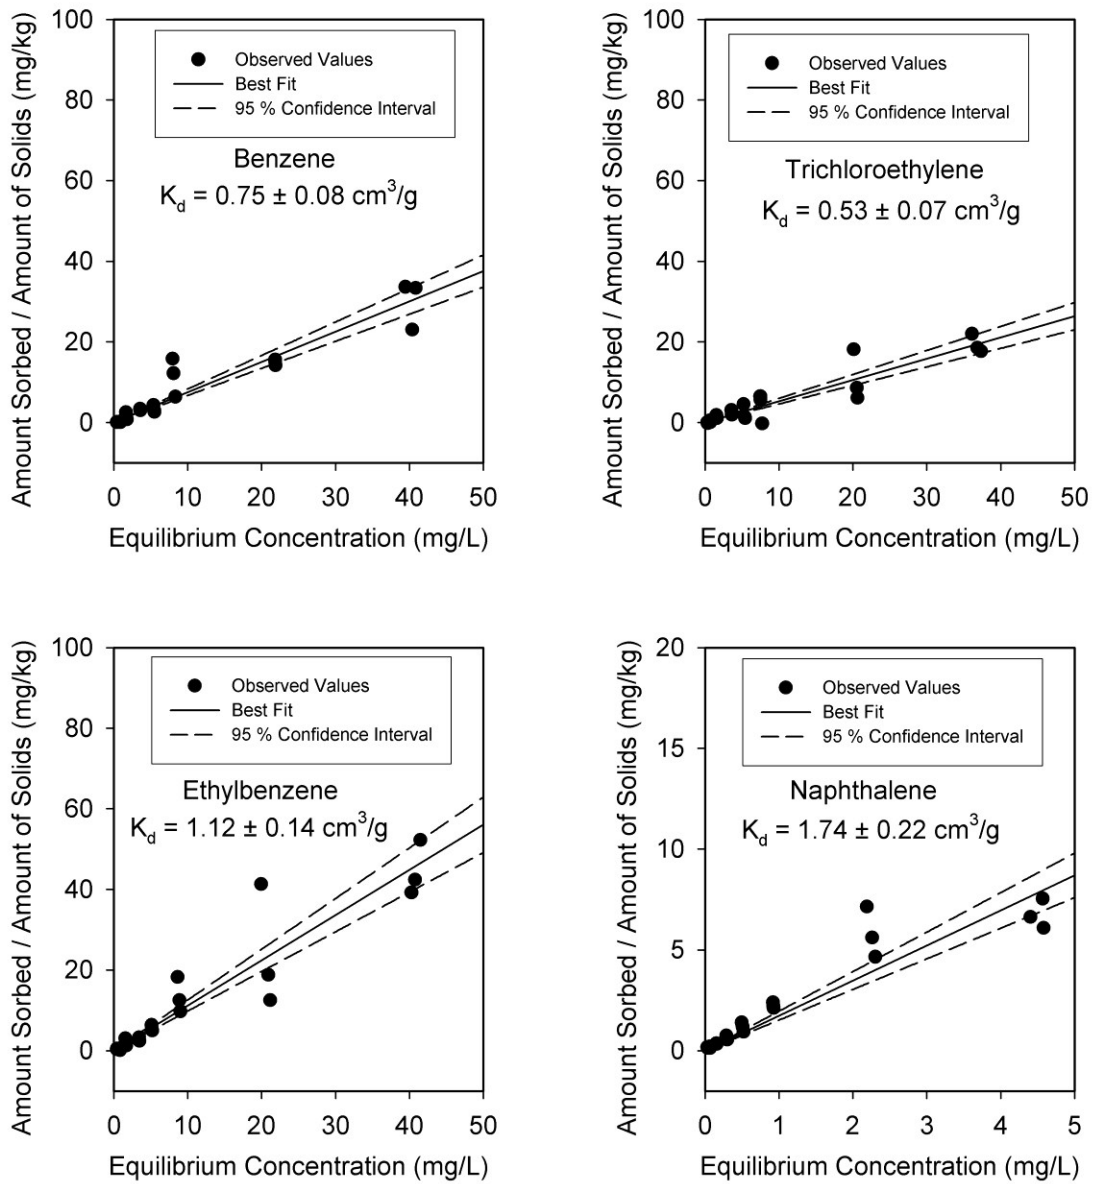 Amount Sorbed / Amount of Solids (mg/kg)
100
80
60
40
20
0
Observed Values
Best Fit
95 % Confidence Interval
Benzene
K_d = 0.75 ± 0.08 cm³/g
0 10 20 30 40 50
Equilibrium Concentration (mg/L)
Amount Sorbed / Amount of Solids (mg/kg)
100
80
60
40
20
0
Observed Values
Best Fit
95 % Confidence Interval
Trichloroethylene
K_d = 0.53 ± 0.07 cm³/g
0 10 20 30 40 50
Equilibrium Concentration (mg/L)
Amount Sorbed / Amount of Solids (mg/kg)
100
80
60
40
20
0
Observed Values
Best Fit
95 % Confidence Interval
Ethylbenzene
K_d = 1.12 ± 0.14 cm³/g
0 10 20 30 40 50
Equilibrium Concentration (mg/L)
Amount Sorbed / Amount of Solids (mg/kg)
20
15
10
5
0
Observed Values
Best Fit
95 % Confidence Interval
Naphthalene
K_d = 1.74 ± 0.22 cm³/g
0 1 2 3 4 5
Equilibrium Concentration (mg/L)